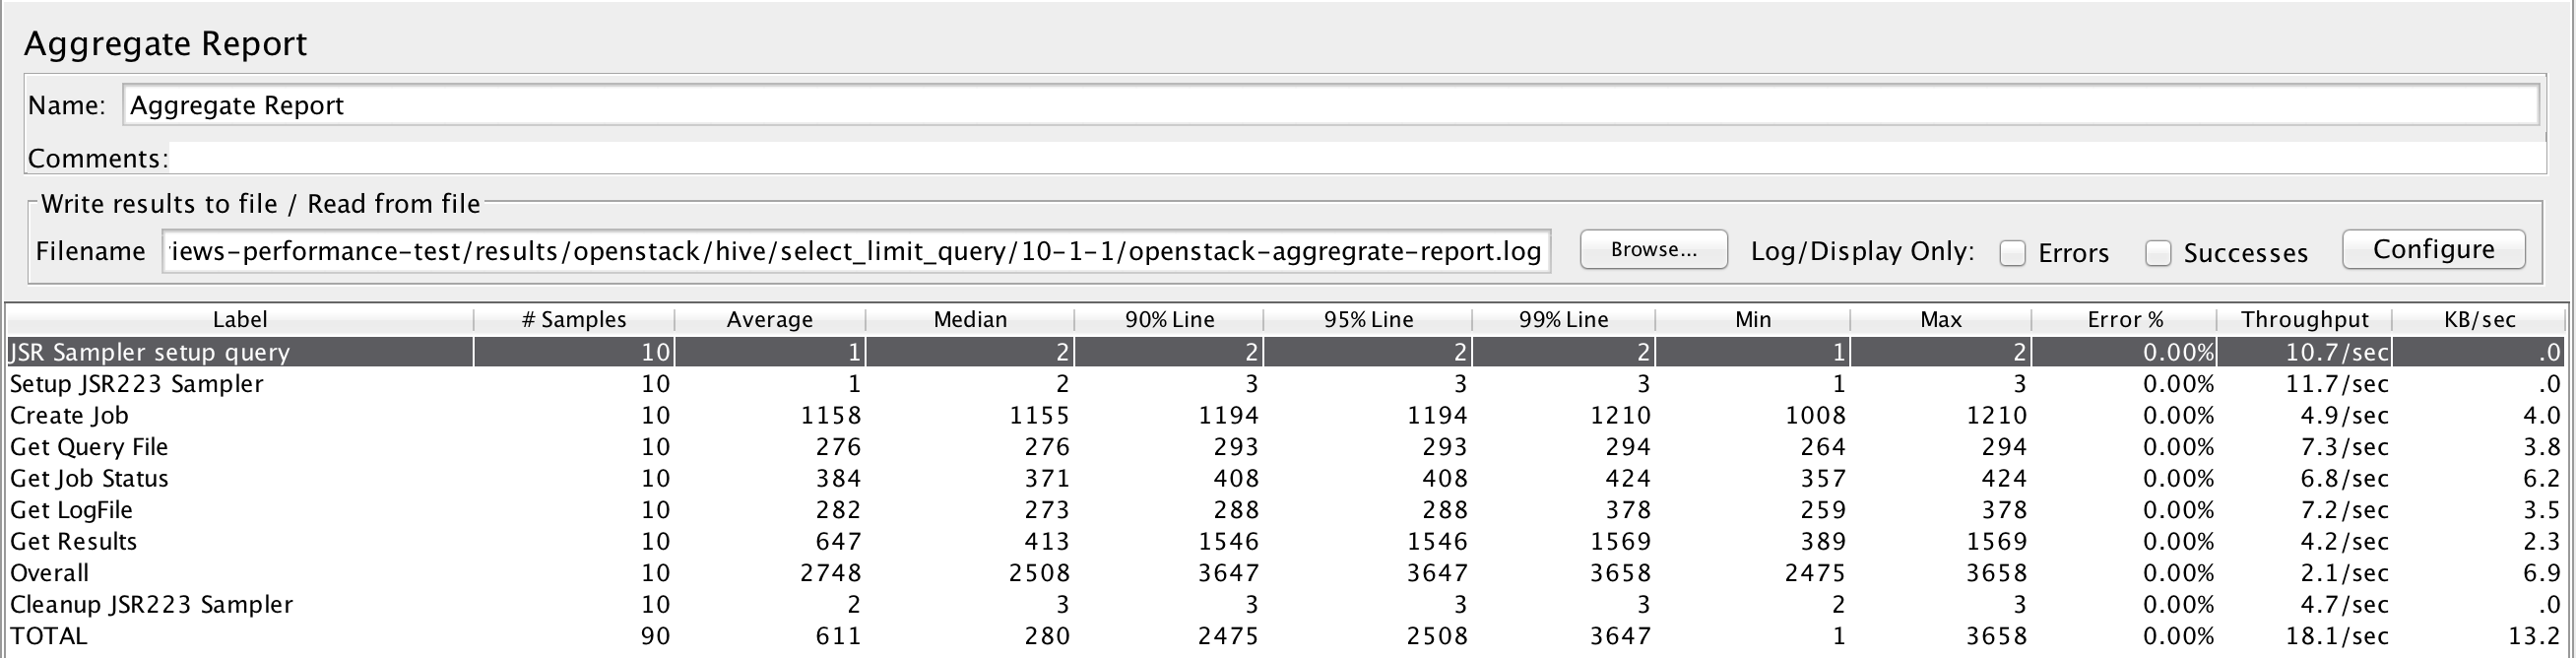 Aggregate Report
Name: Aggregate Report
Comments:
Write results to file / Read from file
Filename iews-performance-test/results/openstack/hive/select_limit_query/10-1-1/openstack-aggregrate-report.log Browse... Log/Display Only: Errors Successes Configure
Label # Samples Average Median 90% Line 95% Line 99% Line Min Max Error % Throughput KB/sec
JSR Sampler setup query 10 1 2 2 2 2 1 2 0.00% 10.7/sec .0
Setup JSR223 Sampler 10 1 2 3 3 3 1 3 0.00% 11.7/sec .0
Create Job 10 1158 1155 1194 1194 1210 1008 1210 0.00% 4.9/sec 4.0
Get Query File 10 276 276 293 293 294 264 294 0.00% 7.3/sec 3.8
Get Job Status 10 384 371 408 408 424 357 424 0.00% 6.8/sec 6.2
Get LogFile 10 282 273 288 288 378 259 378 0.00% 7.2/sec 3.5
Get Results 10 647 413 1546 1546 1569 389 1569 0.00% 4.2/sec 2.3
Overall 10 2748 2508 3647 3647 3658 2475 3658 0.00% 2.1/sec 6.9
Cleanup JSR223 Sampler 10 2 3 3 3 3 2 3 0.00% 4.7/sec .0
TOTAL 90 611 280 2475 2508 3647 1 3658 0.00% 18.1/sec 13.2